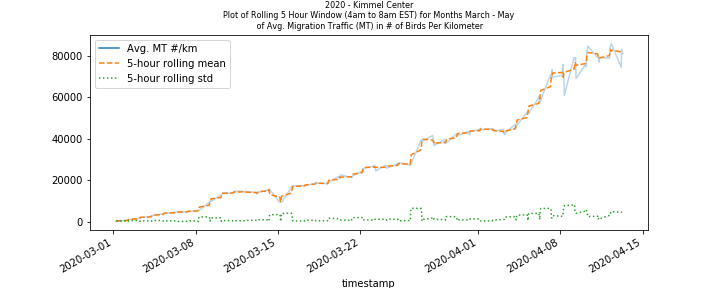 2020 - Kimmel Center
Plot of Rolling 5 Hour Window (4am to 8am EST) for Months March - May
of Avg. Migration Traffic (MT) in # of Birds Per Kilometer
Avg. MT #/km
5-hour rolling mean
5-hour rolling std
80000
60000
40000
20000
0
2020-03-01
2020-03-08
2020-03-15
2020-03-22
2020-04-01
2020-04-08
2020-04-15
timestamp